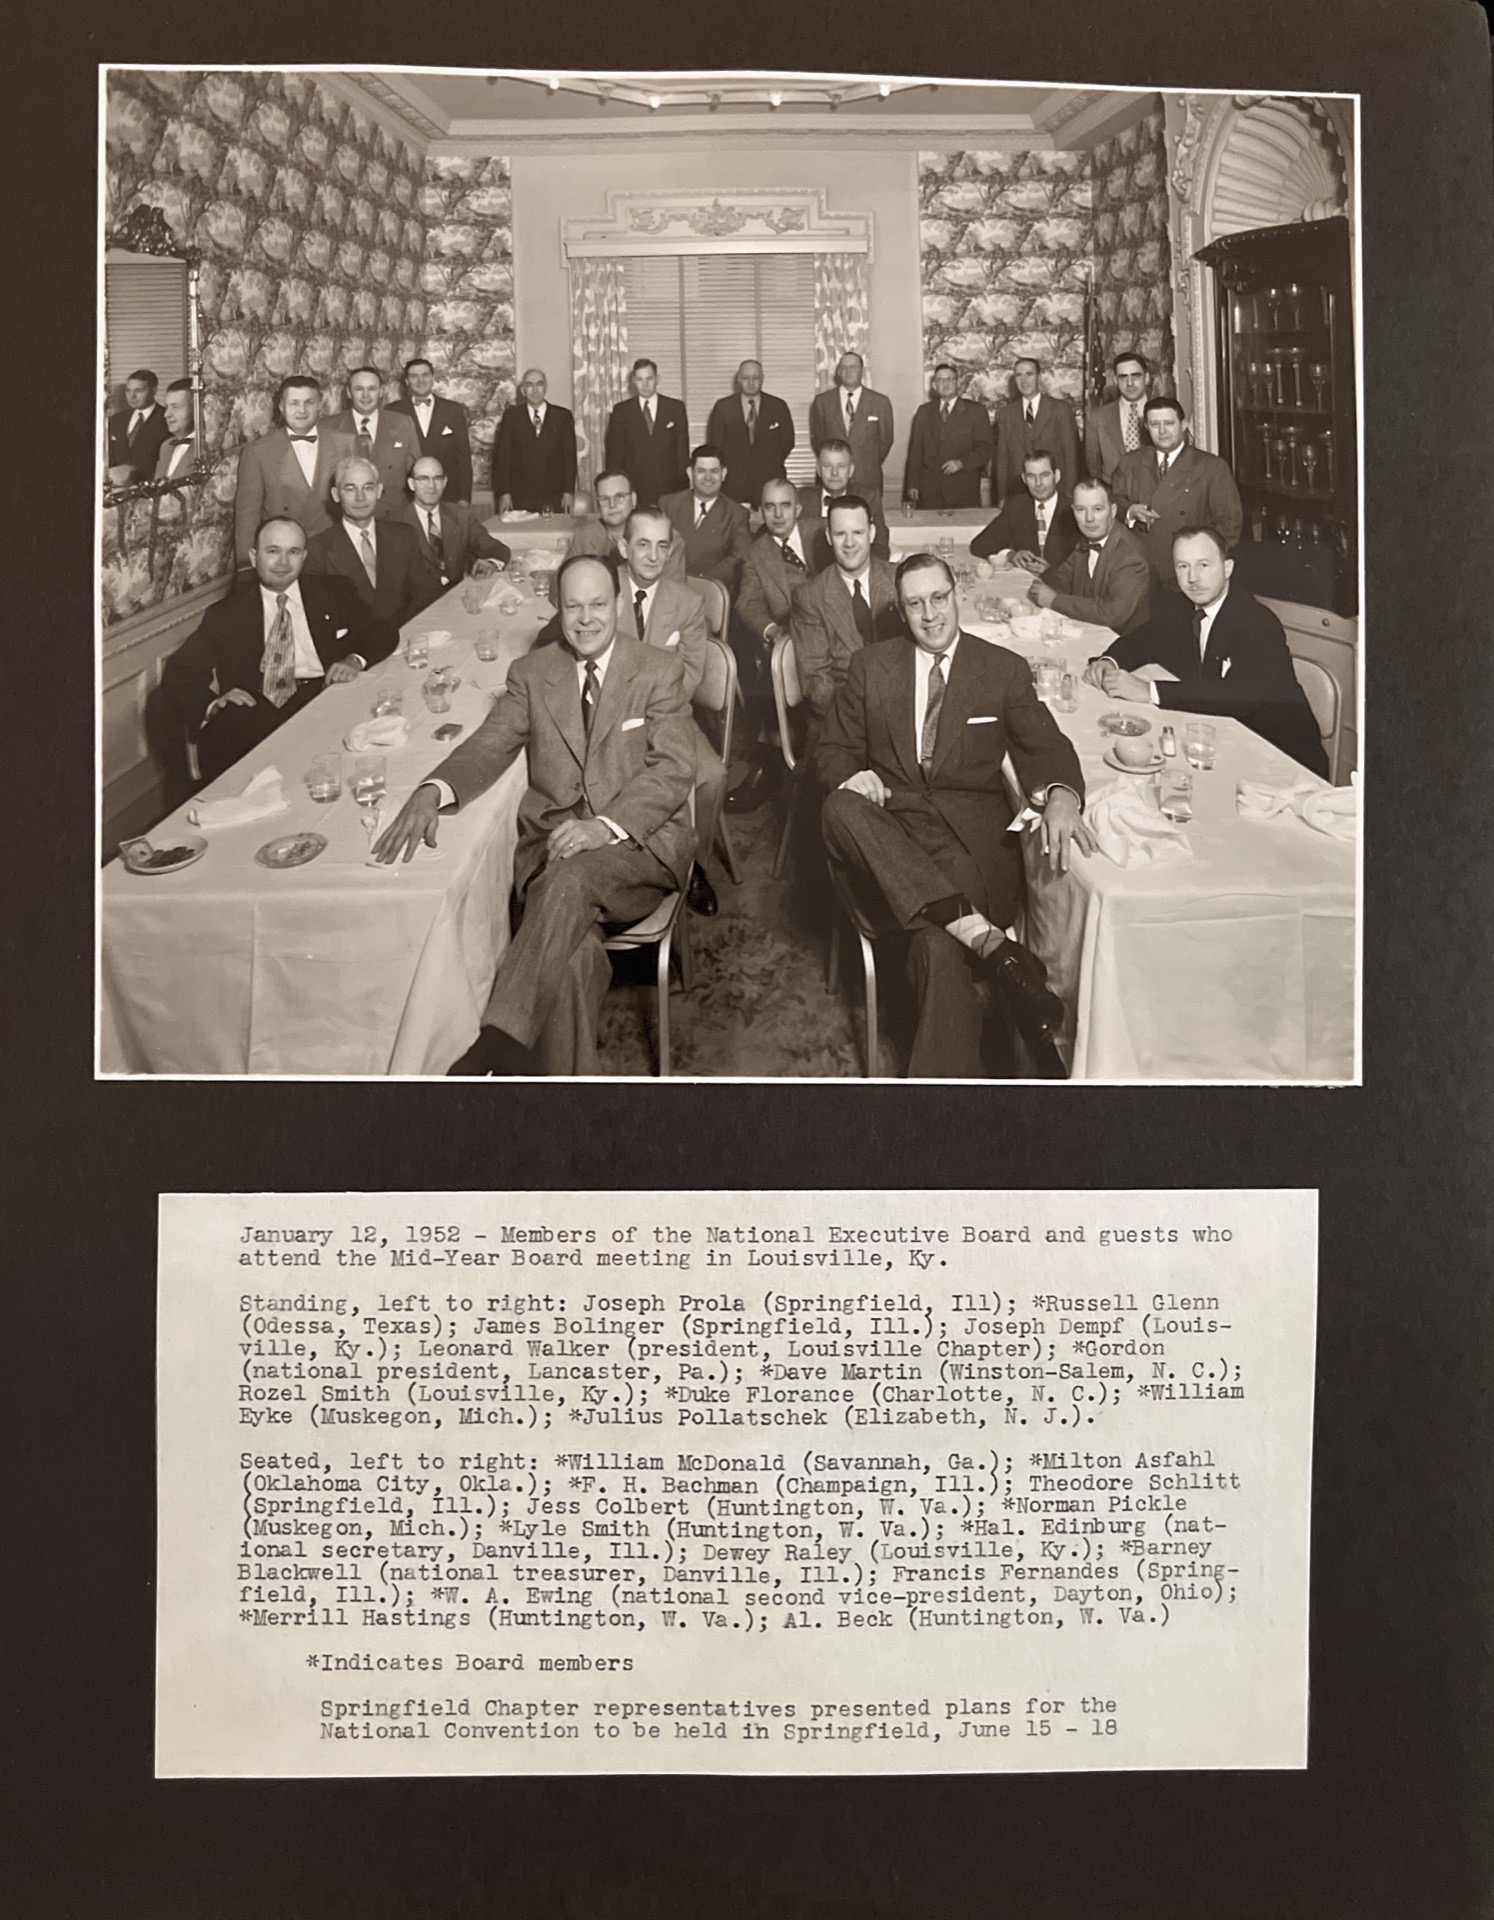 January 12, 1952 - Members of the National Executive Board and guests who
attend the Mid-Year Board meeting in Louisville, Ky.
Standing, left to right: Joseph Prola (Springfield, Ill); *Russell Glenn
(Odessa, Texas); James Bolinger (Springfield, Ill.); Joseph Dempf (Louis-
ville, Ky.); Leonard Walker (president, Louisville Chapter); *Gordon
(national president, Lancaster, Pa.); *Dave Martin (Winston-Salem, N. C.);
Rozel Smith (Louisville, Ky.); *Duke Florance (Charlotte, N. C.); *William
Eyke (Muskegon, Mich.); *Julius Pollatschek (Elizabeth, N. J.).
Seated, left to right: *William McDonald (Savannah, Ga.); *Milton Asfahl
(Oklahoma City, Okla.); *F. H. Bachman (Champaign, Ill.); Theodore Schlitt
(Springfield, Ill.); Jess Colbert (Huntington, W. Va.); *Norman Pickle
(Muskegon, Mich.); *Lyle Smith (Huntington, W. Va.); *Hal. Edinburg (nat-
ional secretary, Danville, Ill.); Dewey Raley (Louisville, Ky.); *Barney
Blackwell (national treasurer, Danville, Ill.); Francis Fernandes (Spring-
field, Ill.); *W. A. Ewing (national second vice-president, Dayton, Ohio);
*Merrill Hastings (Huntington, W. Va.); Al. Beck (Huntington, W. Va.)
*Indicates Board members
Springfield Chapter representatives presented plans for the
National Convention to be held in Springfield, June 15 - 18